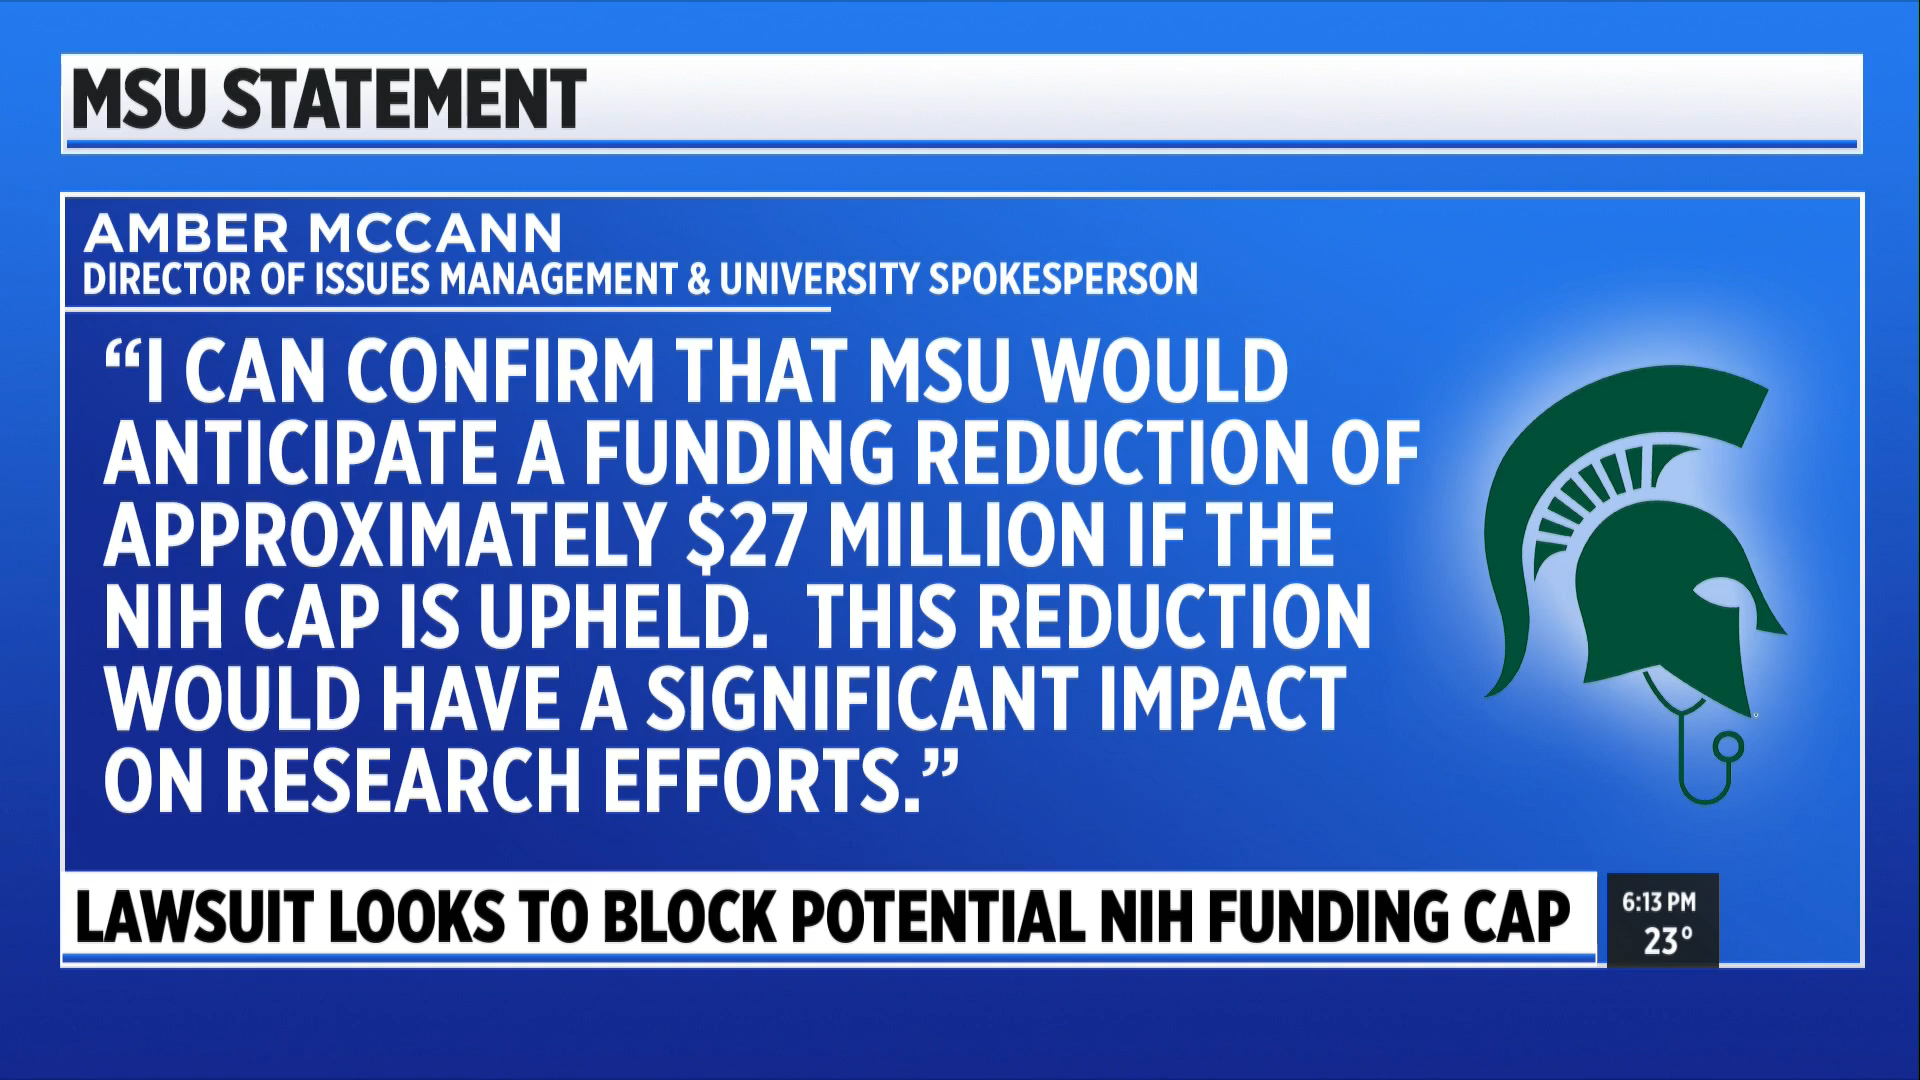 MSU STATEMENT
AMBER MCCANN
DIRECTOR OF ISSUES MANAGEMENT & UNIVERSITY SPOKESPERSON
“I CAN CONFIRM THAT MSU WOULD
ANTICIPATE A FUNDING REDUCTION OF
APPROXIMATELY $27 MILLION IF THE
NIH CAP IS UPHELD.  THIS REDUCTION
WOULD HAVE A SIGNIFICANT IMPACT
ON RESEARCH EFFORTS.”
LAWSUIT LOOKS TO BLOCK POTENTIAL NIH FUNDING CAP
6:13 PM
23°